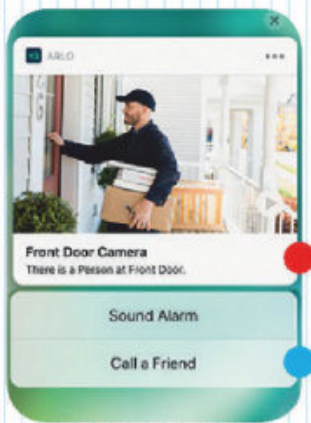 ARLO
Front Door Camera
There is a Person at Front Door.
Sound Alarm
Call a Friend